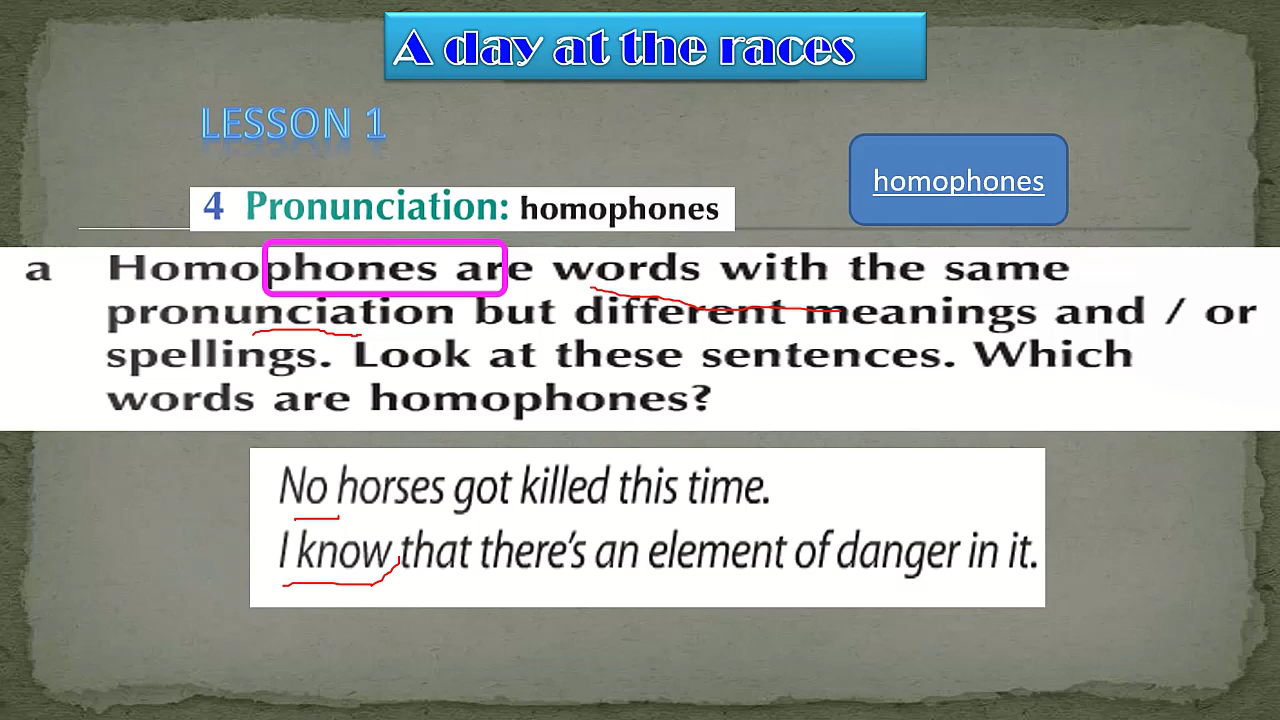 A day at the races
LESSON 1
homophones
4 Pronunciation: homophones
a Homophones are words with the same
pronunciation but different meanings and / or
spellings. Look at these sentences. Which
words are homophones?
No horses got killed this time.
I know that there's an element of danger in it.